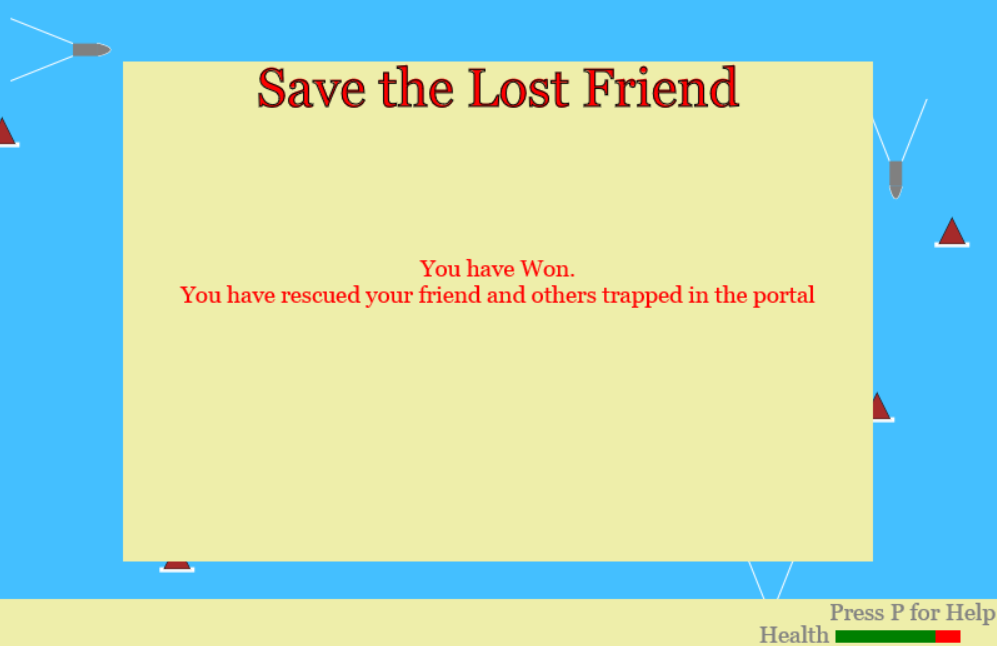 Save the Lost Friend
You have Won.
You have rescued your friend and others trapped in the portal
Press P for Help
Health